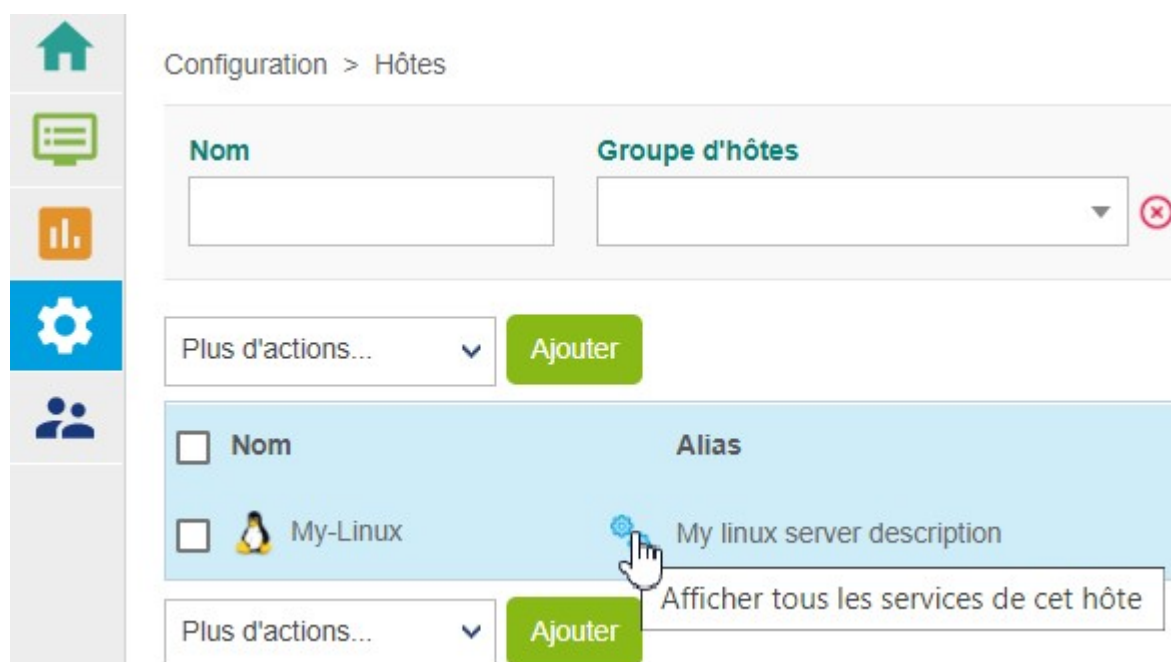 Configuration > Hôtes
Nom Groupe d'hôtes
Plus d'actions... Ajouter
Nom Alias
My-Linux My linux server description
Afficher tous les services de cet hôte
Plus d'actions... Ajouter